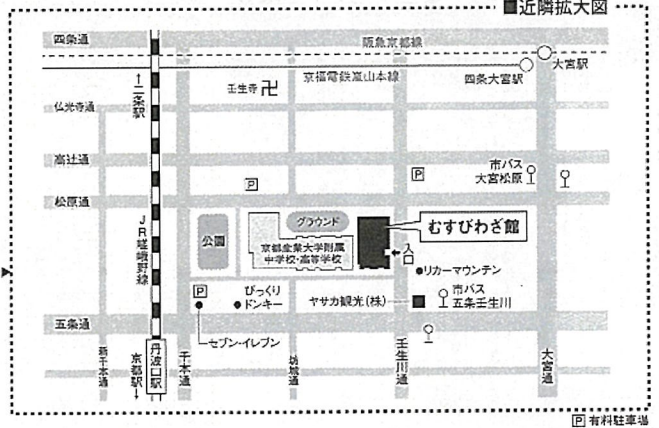 ■近隣拡大図
四条通
阪急京都線
大宮駅
京福電鉄嵐山本線
四条大宮駅
↑二条駅
壬生寺卍
仏光寺通
高辻通
市バス
大宮松原
P
P
松原通
JR嵯峨野線
公園
グラウンド
京都産業大学附属
中学校・高等学校
むすびわざ館
←入口
●リカーマウンテン
P
びっくり
●ドンキー
ヤサカ観光(株)
市バス
五条壬生川
五条通
セブン-イレブン
新千本通
京都駅↓
丹波口駅
千本通
坊城通
壬生川通
大宮通
P有料駐車場